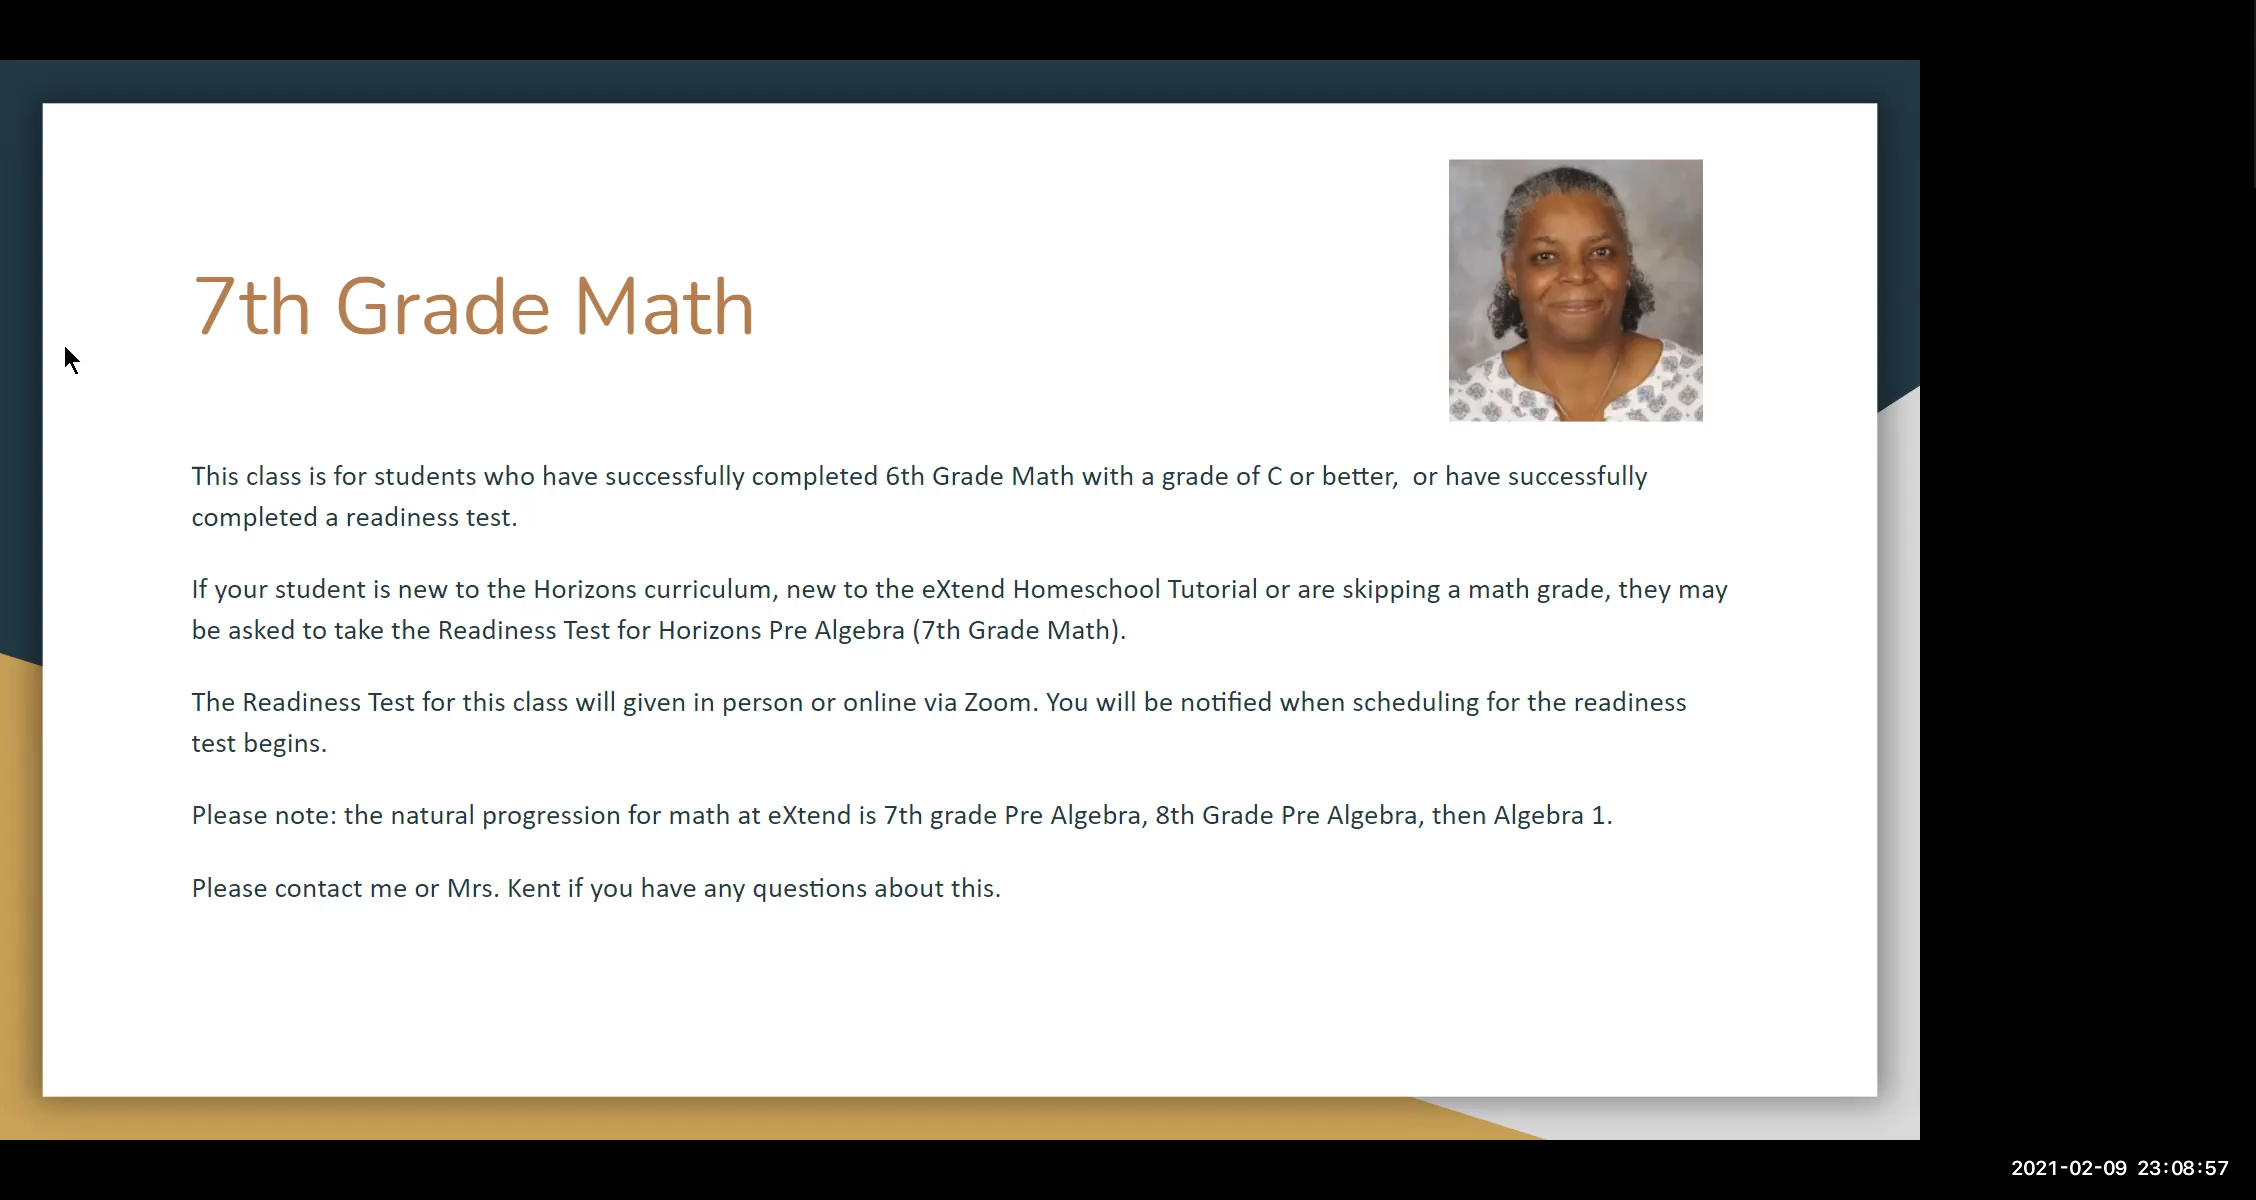 7th Grade Math
This class is for students who have successfully completed 6th Grade Math with a grade of C or better,  or have successfully
completed a readiness test.
If your student is new to the Horizons curriculum, new to the eXtend Homeschool Tutorial or are skipping a math grade, they may
be asked to take the Readiness Test for Horizons Pre Algebra (7th Grade Math).
The Readiness Test for this class will given in person or online via Zoom. You will be notified when scheduling for the readiness
test begins.
Please note: the natural progression for math at eXtend is 7th grade Pre Algebra, 8th Grade Pre Algebra, then Algebra 1.
Please contact me or Mrs. Kent if you have any questions about this.
2021-02-09 23:08:57